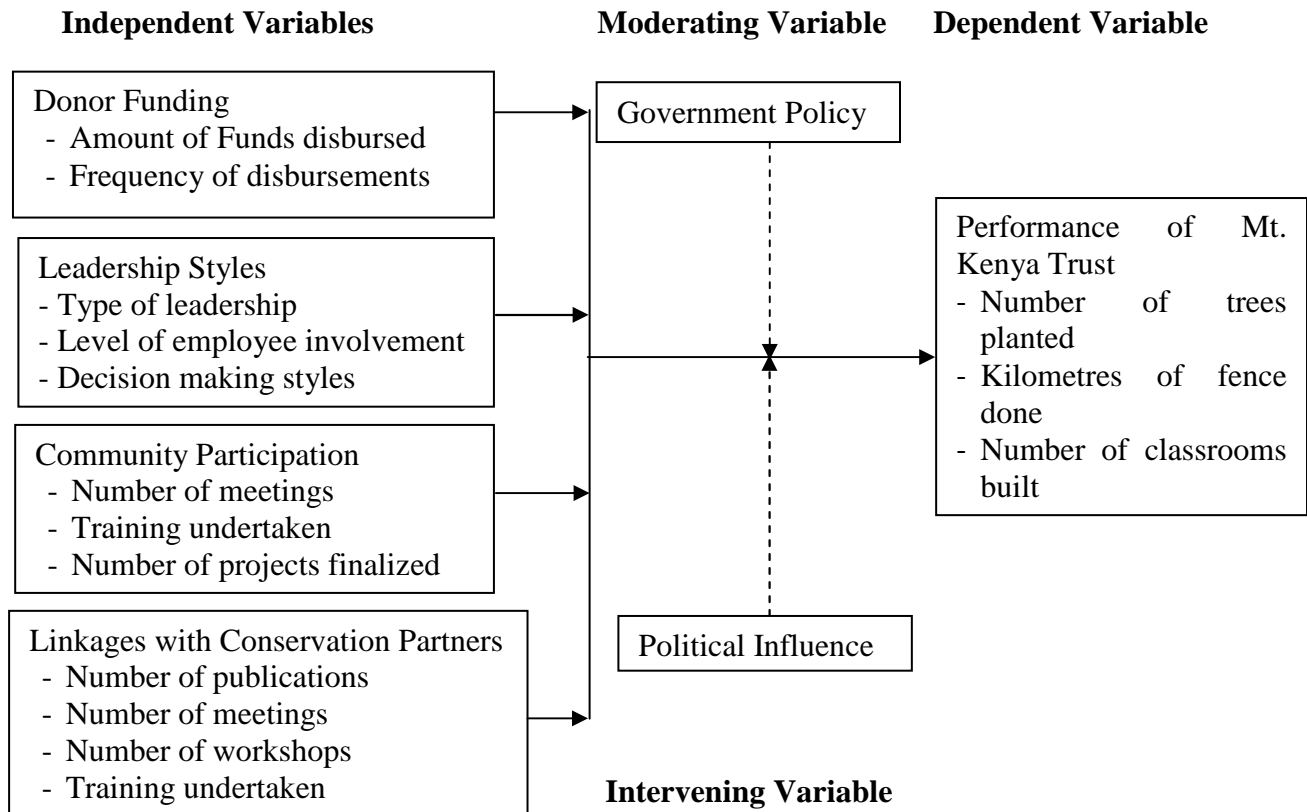 Independent Variables
Moderating Variable
Dependent Variable
Donor Funding
- Amount of Funds disbursed
- Frequency of disbursements
Leadership Styles
- Type of leadership
- Level of employee involvement
- Decision making styles
Community Participation
- Number of meetings
- Training undertaken
- Number of projects finalized
Linkages with Conservation Partners
- Number of publications
- Number of meetings
- Number of workshops
- Training undertaken
Government Policy
Political Influence
Intervening Variable
Performance of Mt.
Kenya Trust
- Number of trees
planted
- Kilometres of fence
done
- Number of classrooms
built